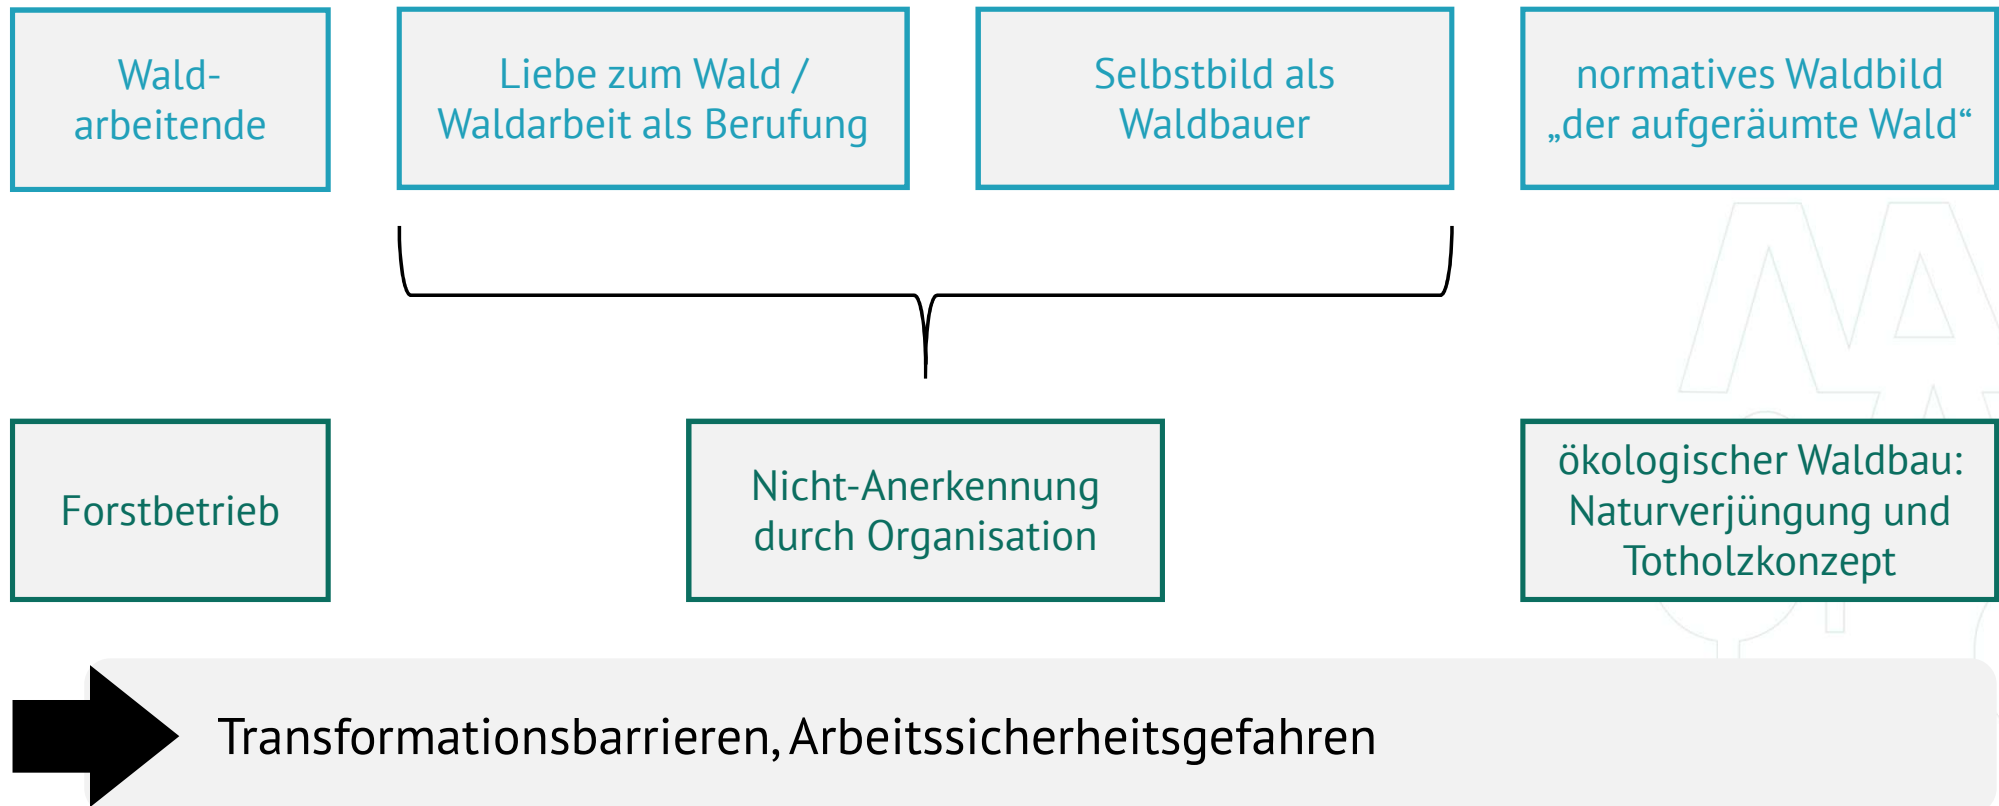 Wald-
arbeitende
Liebe zum Wald /
Waldarbeit als Berufung
Selbstbild als
Waldbauer
normatives Waldbild
„der aufgeräumte Wald“
Forstbetrieb
Nicht-Anerkennung
durch Organisation
ökologischer Waldbau:
Naturverjüngung und
Totholzkonzept
Transformationsbarrieren, Arbeitssicherheitsgefahren